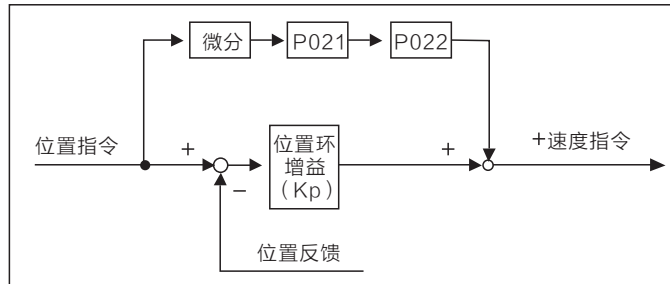 微分
P021
P022
位置指令
+
位置环
增益
（Kp）
+
+速度指令
−
位置反馈